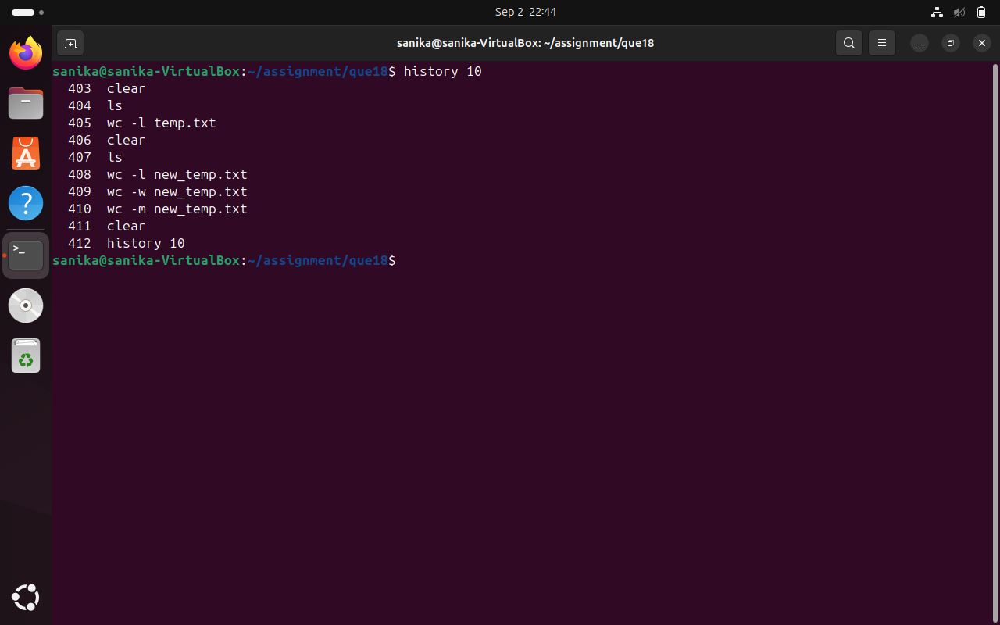 Sep 2 22:44
sanika@sanika-VirtualBox: ~/assignment/que18
sanika@sanika-VirtualBox:~/assignment/que18$ history 10
403 clear
404 ls
405 wc -l temp.txt
406 clear
407 ls
408 wc -l new_temp.txt
409 wc -w new_temp.txt
410 wc -m new_temp.txt
411 clear
412 history 10
sanika@sanika-VirtualBox:~/assignment/que18$